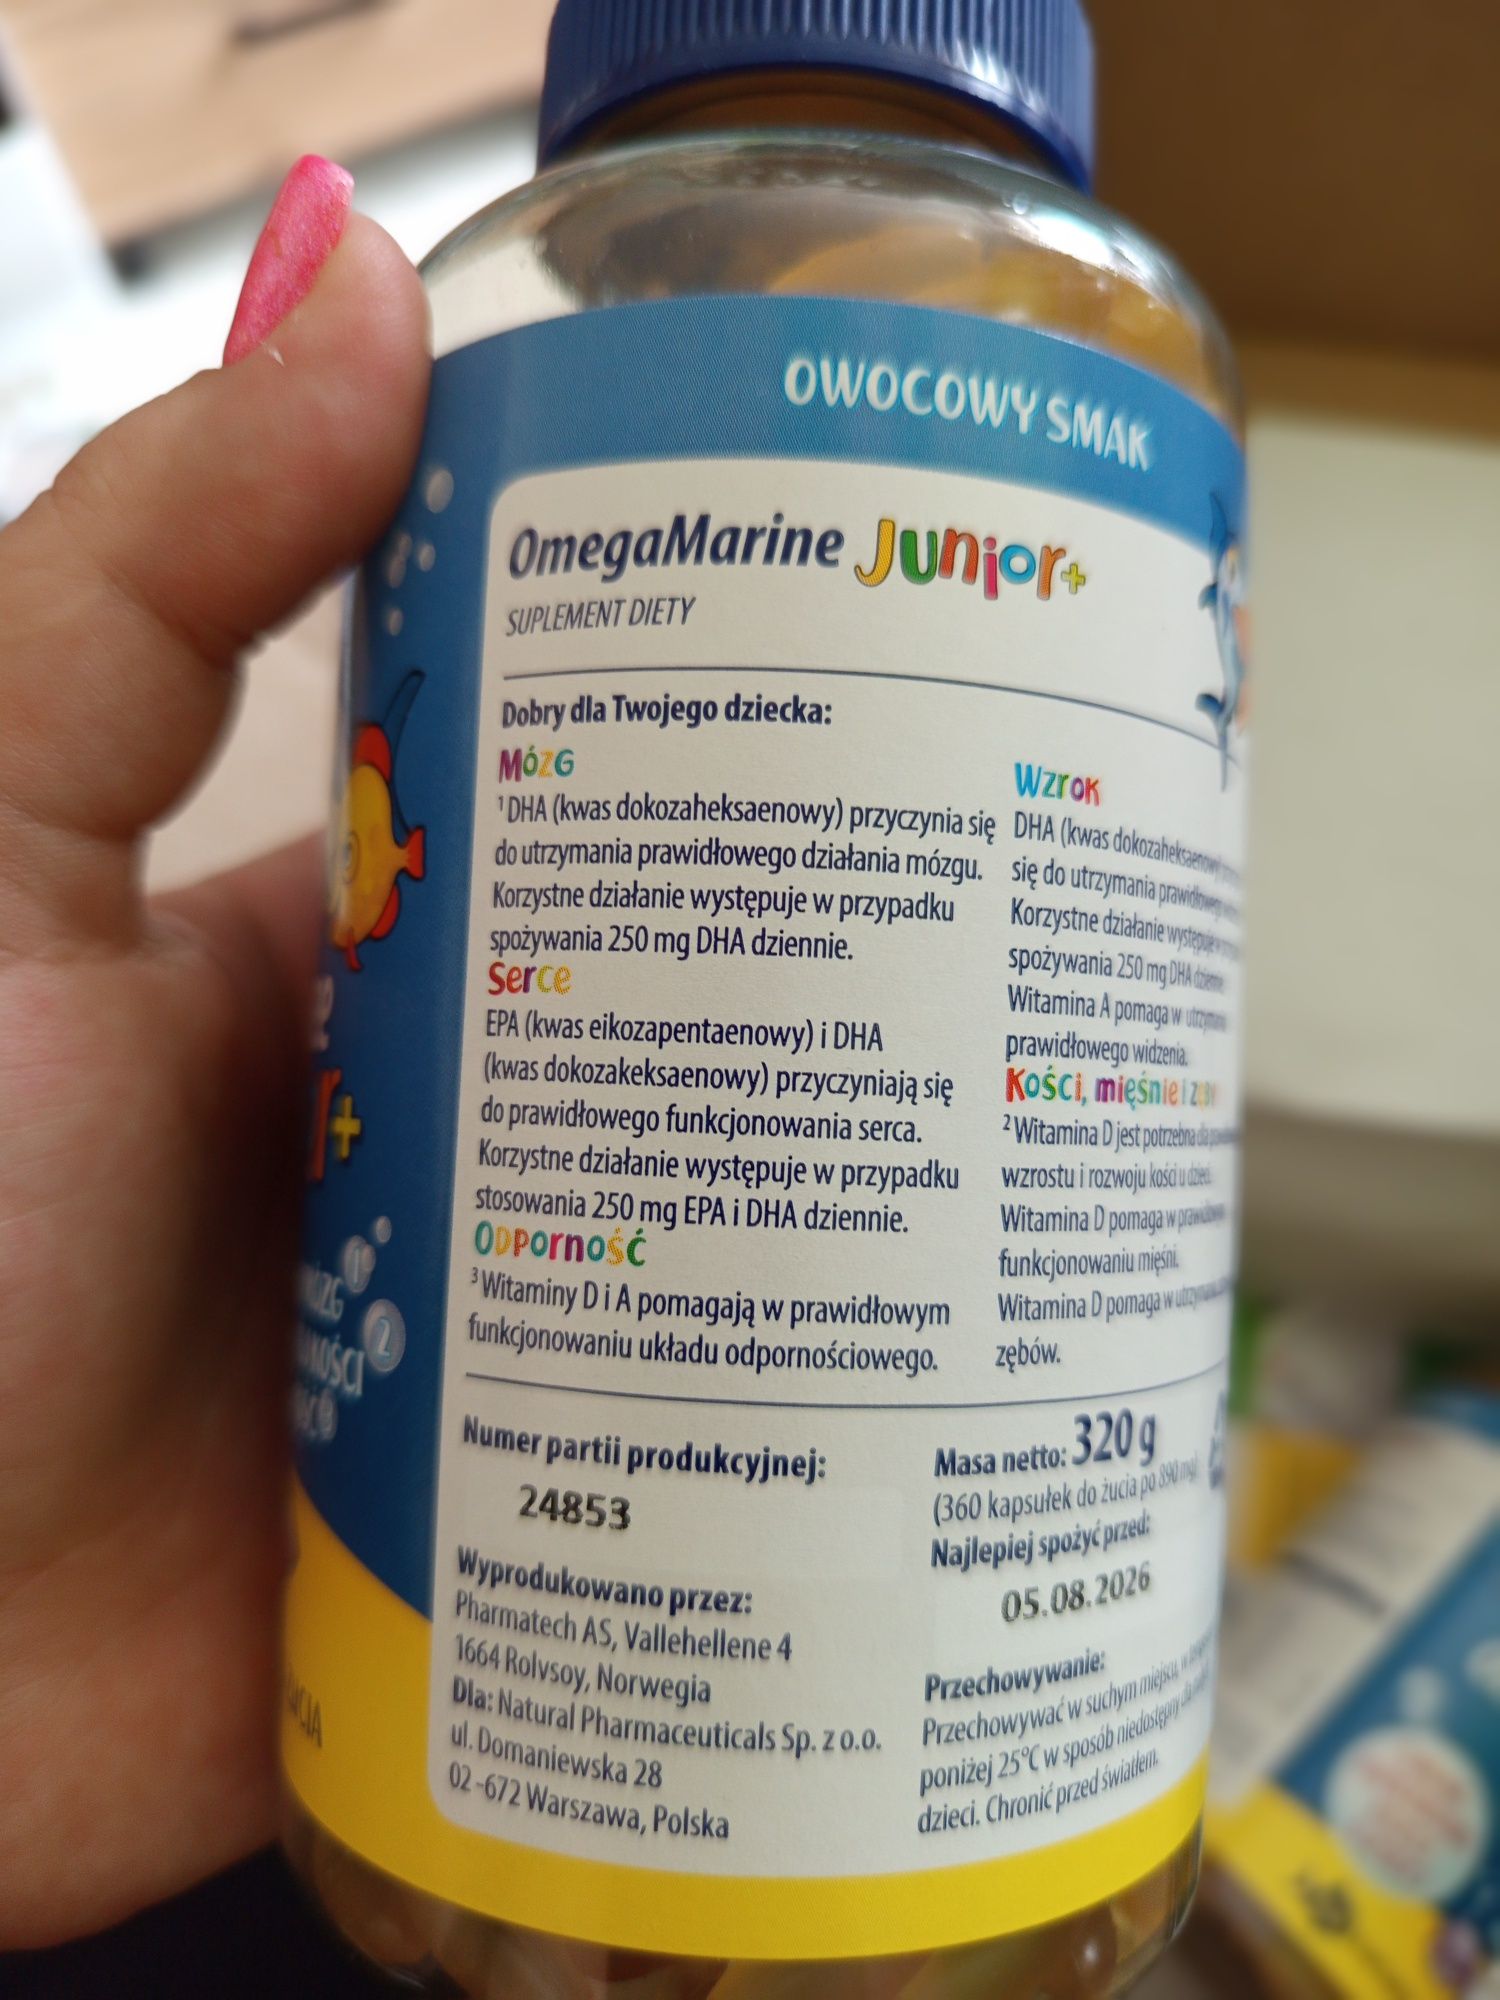 OWOCOWY SMAK
OmegaMarine Junior+
SUPLEMENT DIETY
Dobry dla Twojego dziecka:
Mózg
¹DHA (kwas dokozaheksaenowy) przyczynia się
do utrzymania prawidłowego działania mózgu.
Korzystne działanie występuje w przypadku
spożywania 250 mg DHA dziennie.
Serce
EPA (kwas eikozapentaenowy) i DHA
(kwas dokozakeksaenowy) przyczyniają się
do prawidłowego funkcjonowania serca.
Korzystne działanie występuje w przypadku
stosowania 250 mg EPA i DHA dziennie.
Odporność
³Witaminy D i A pomagają w prawidłowym
funkcjonowaniu układu odpornościowego.
Wzrok
DHA (kwas dokozaheksaenowy)
się do utrzymania prawidłowego
Korzystne działanie występuje w
spożywania 250 mg DHA dziennie.
Witamina A pomaga w utrzymaniu
prawidłowego widzenia.
Kości, mięśnie i zęby
²Witamina D jest potrzebna dla
wzrostu i rozwoju kości u dzieci.
Witamina D pomaga w prawidłowym
funkcjonowaniu mięśni.
Witamina D pomaga w utrzymaniu
zębów.
Numer partii produkcyjnej:
24853
Wyprodukowano przez:
Pharmatech AS, Vallehellene 4
1664 Rolvsoy, Norwegia
Dla: Natural Pharmaceuticals Sp. z o.o.
ul. Domaniewska 28
02-672 Warszawa, Polska
Masa netto: 320 g
(360 kapsułek do żucia po 890 mg)
Najlepiej spożyć przed:
05.08.2026
Przechowywanie:
Przechowywać w suchym miejscu, w
poniżej 25°C w sposób niedostępny dla
dzieci. Chronić przed światłem.